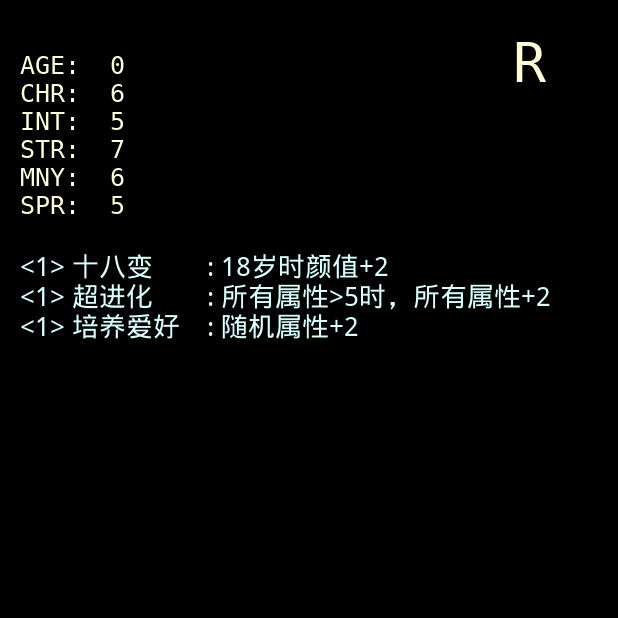 R
AGE: 0
CHR: 6
INT: 5
STR: 7
MNY: 6
SPR: 5
<1> 十八变 : 18岁时颜值+2
<1> 超进化 : 所有属性>5时，所有属性+2
<1> 培养爱好 : 随机属性+2